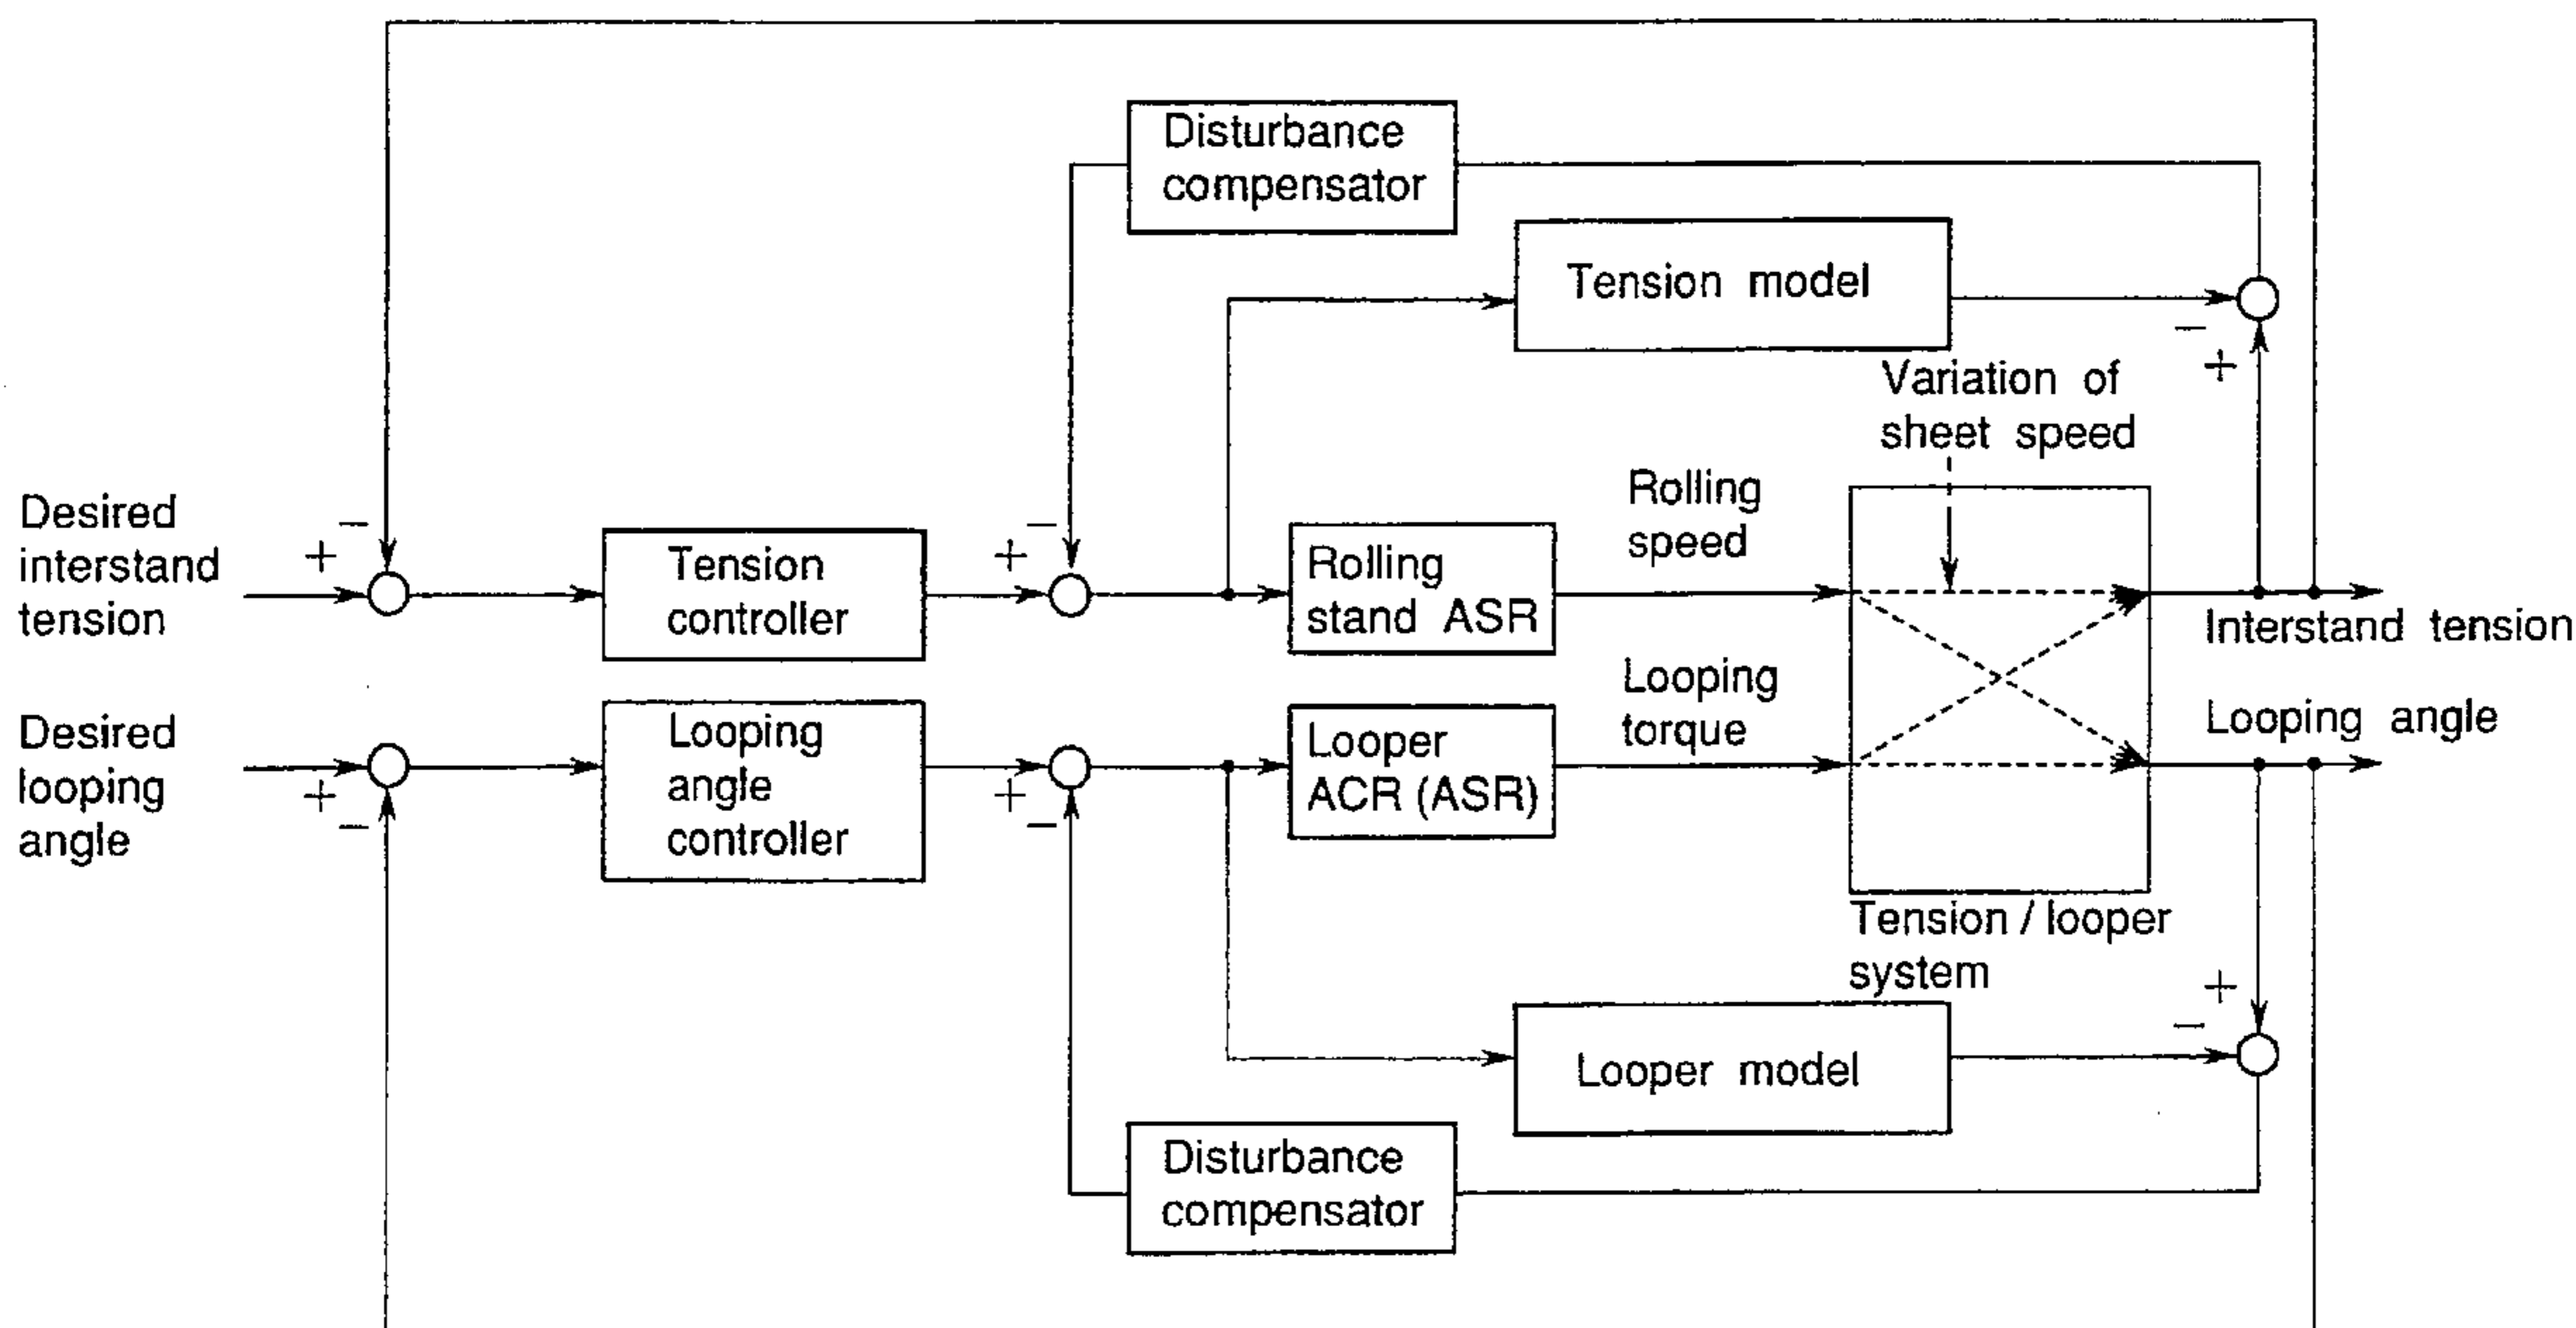 Disturbance
compensator
Tension model
Variation of
sheet speed
Rolling
speed
Desired
interstand
tension
−
+
Tension
controller
−
+
Rolling
stand ASR
−
+
Interstand tension
Looping
torque
Desired
looping
angle
+
−
Looping
angle
controller
+
−
Looper
ACR (ASR)
Looping angle
Tension / looper
system
+
−
Looper model
Disturbance
compensator